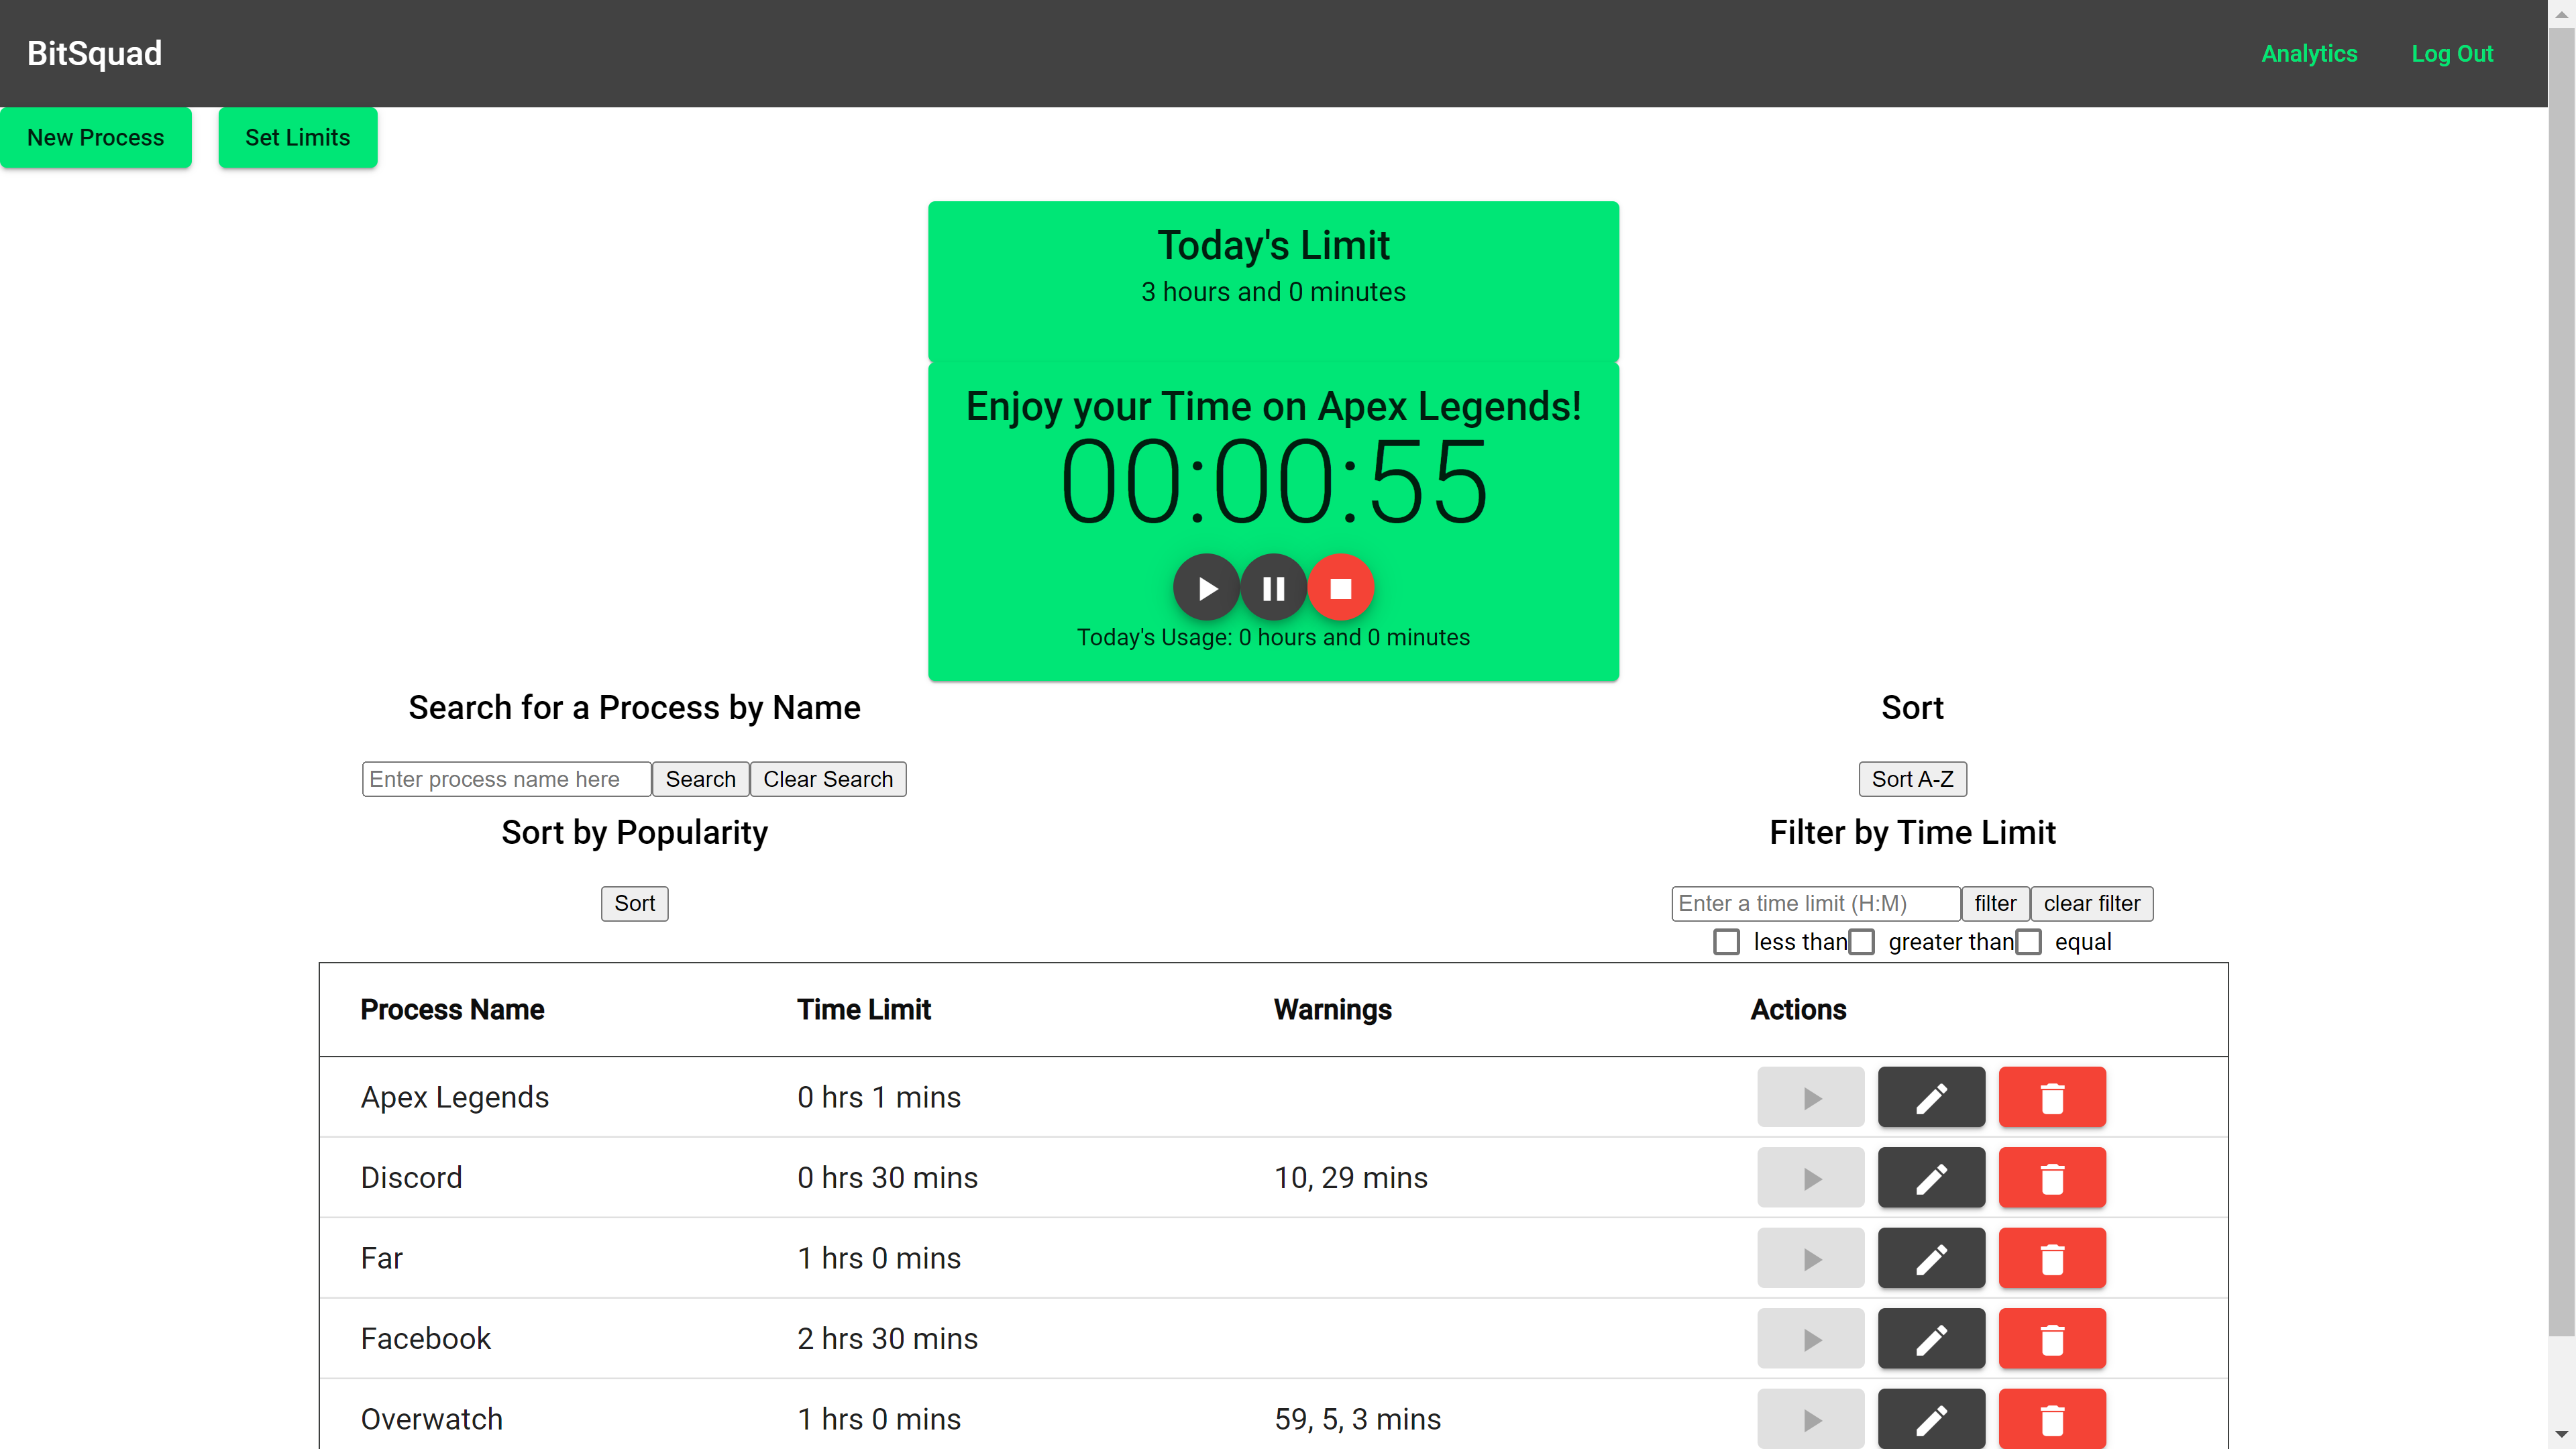 BitSquad Analytics Log Out
New Process Set Limits
Today's Limit
3 hours and 0 minutes
Enjoy your Time on Apex Legends!
00:00:55
Today's Usage: 0 hours and 0 minutes
Search for a Process by Name Sort
Enter process name here Search Clear Search Sort A-Z
Sort by Popularity Filter by Time Limit
Sort Enter a time limit (H:M) filter clear filter
less than greater than equal
Process Name Time Limit Warnings Actions
Apex Legends 0 hrs 1 mins
Discord 0 hrs 30 mins 10, 29 mins
Far 1 hrs 0 mins
Facebook 2 hrs 30 mins
Overwatch 1 hrs 0 mins 59, 5, 3 mins